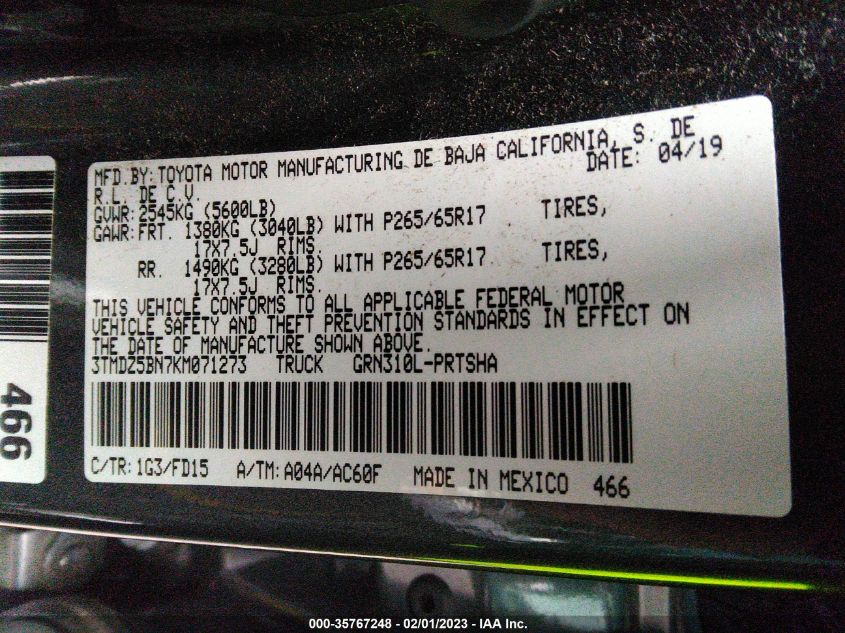 MFD.BY:TOYOTA MOTOR MANUFACTURING DE BAJA CALIFORNIA, S. DE
R.L. DE C.V. DATE: 04/19
GVWR:2545KG (5600LB)
GAWR:FRT. 1380KG (3040LB) WITH P265/65R17 TIRES,
17X7.5J RIMS.
RR. 1490KG (3280LB) WITH P265/65R17 TIRES,
17X7.5J RIMS.
THIS VEHICLE CONFORMS TO ALL APPLICABLE FEDERAL MOTOR
VEHICLE SAFETY AND THEFT PREVENTION STANDARDS IN EFFECT ON
THE DATE OF MANUFACTURE SHOWN ABOVE.
3TMDZ5BN7KM071273 TRUCK GRN310L-PRTSHA
C/TR:1G3/FD15 A/TM:A04A/AC60F MADE IN MEXICO 466
466
000-35767248 - 02/01/2023 - IAA Inc.